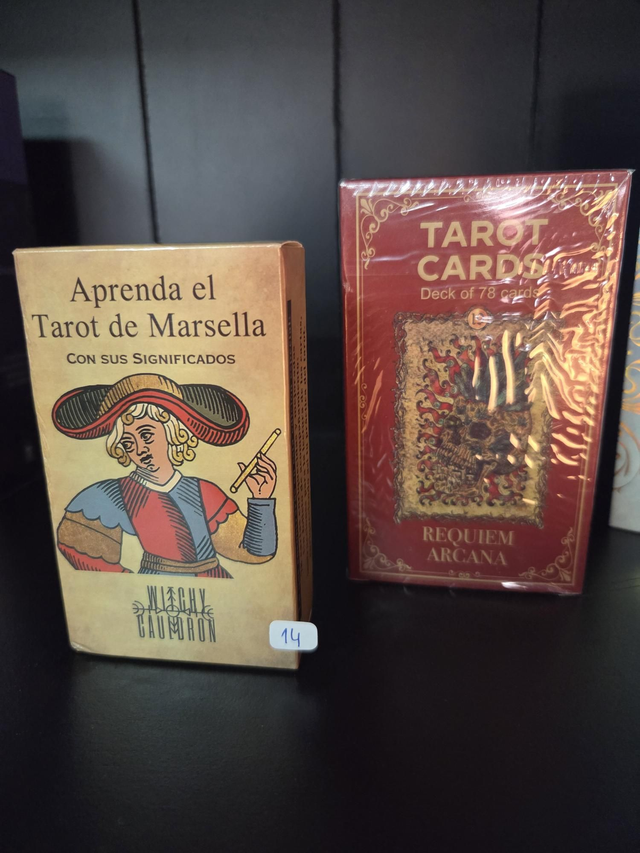 Aprenda el
Tarot de Marsella
CON SUS SIGNIFICADOS
WITCHY
CAULDRON
14
TAROT
CARDS
Deck of 78 cards
REQUIEM
ARCANA